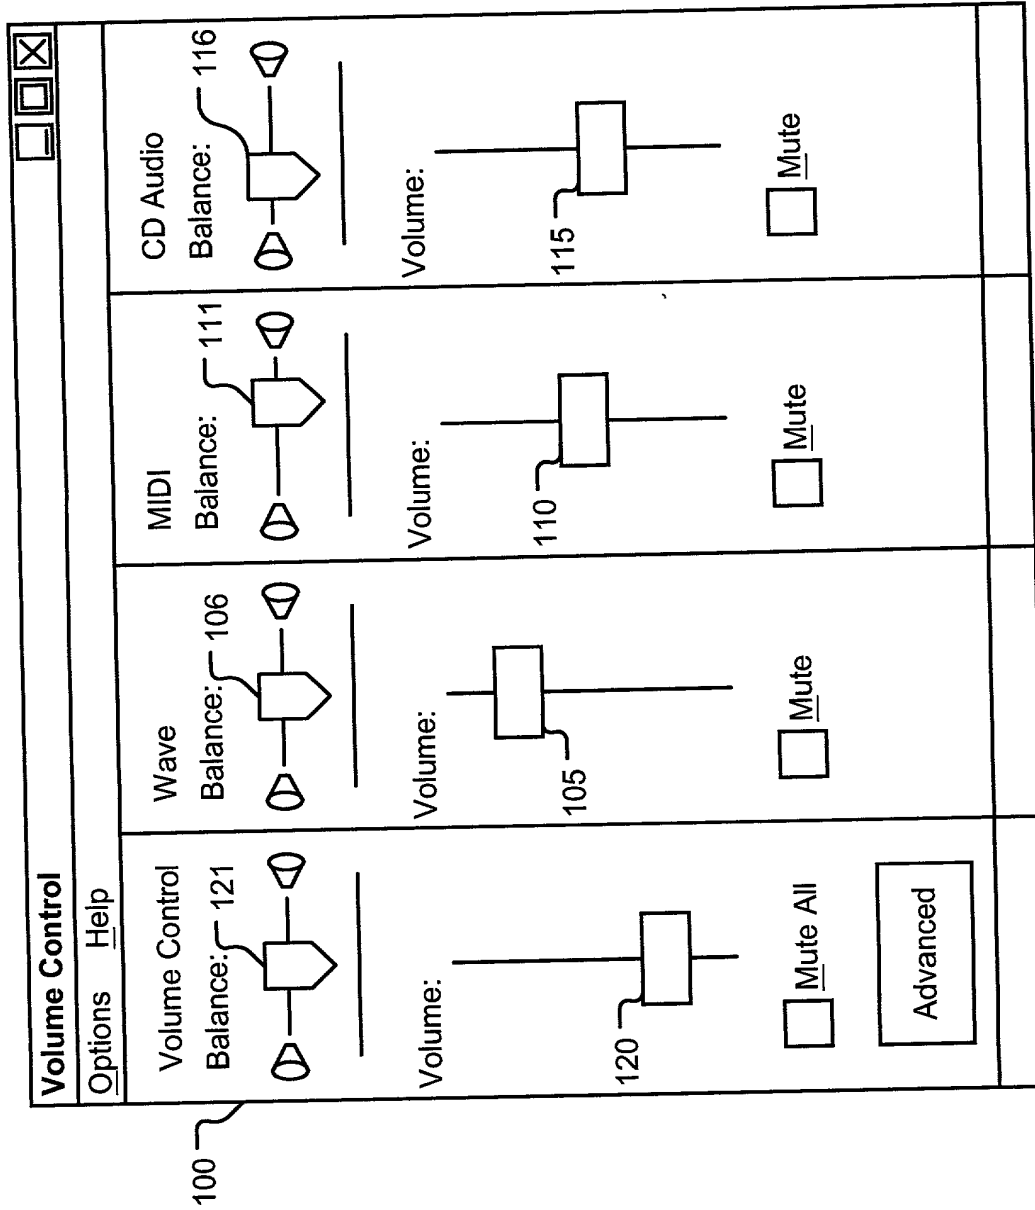 Volume Control
Options Help
Volume Control
Balance: 121
Volume:
120
Mute All
Advanced
Wave
Balance: 106
Volume:
105
Mute
MIDI
Balance: 111
Volume:
110
Mute
CD Audio
Balance: 116
Volume:
115
Mute
100